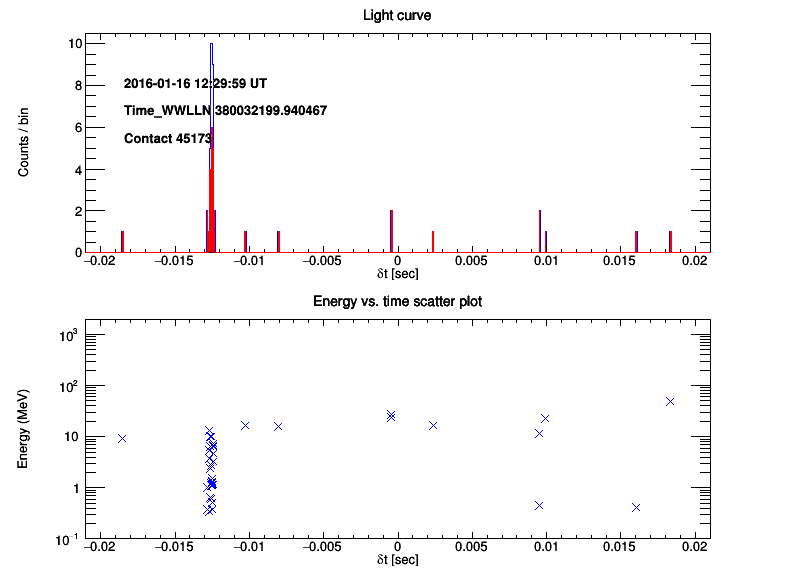 Light curve
Counts / bin
10
8
6
4
2
0
2016-01-16 12:29:59 UT
Time_WWLLN 380032199.940467
Contact 45173
−0.02 −0.015 −0.01 −0.005 0 0.005 0.01 0.015 0.02
δt [sec]
Energy vs. time scatter plot
Energy (MeV)
10³
10²
10
1
10⁻¹
−0.02 −0.015 −0.01 −0.005 0 0.005 0.01 0.015 0.02
δt [sec]